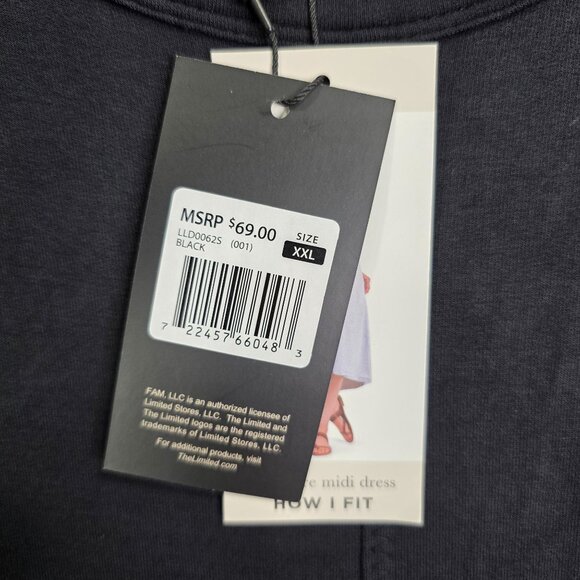 MSRP $69.00
SIZE
LLD0062S (001)
XXL
BLACK
7 22457 66048 3
FAM, LLC is an authorized licensee of
Limited Stores, LLC. The Limited and
The Limited logos are the registered
trademarks of Limited Stores, LLC.
For additional products, visit
TheLimited.com
midi dress
HOW I FIT